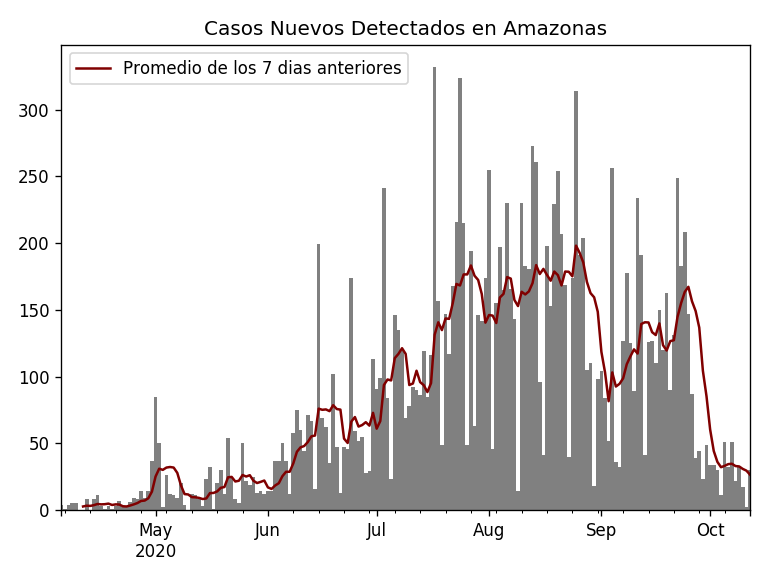 Casos Nuevos Detectados en Amazonas
Promedio de los 7 dias anteriores
300
250
200
150
100
50
0
May Jun Jul Aug Sep Oct
2020